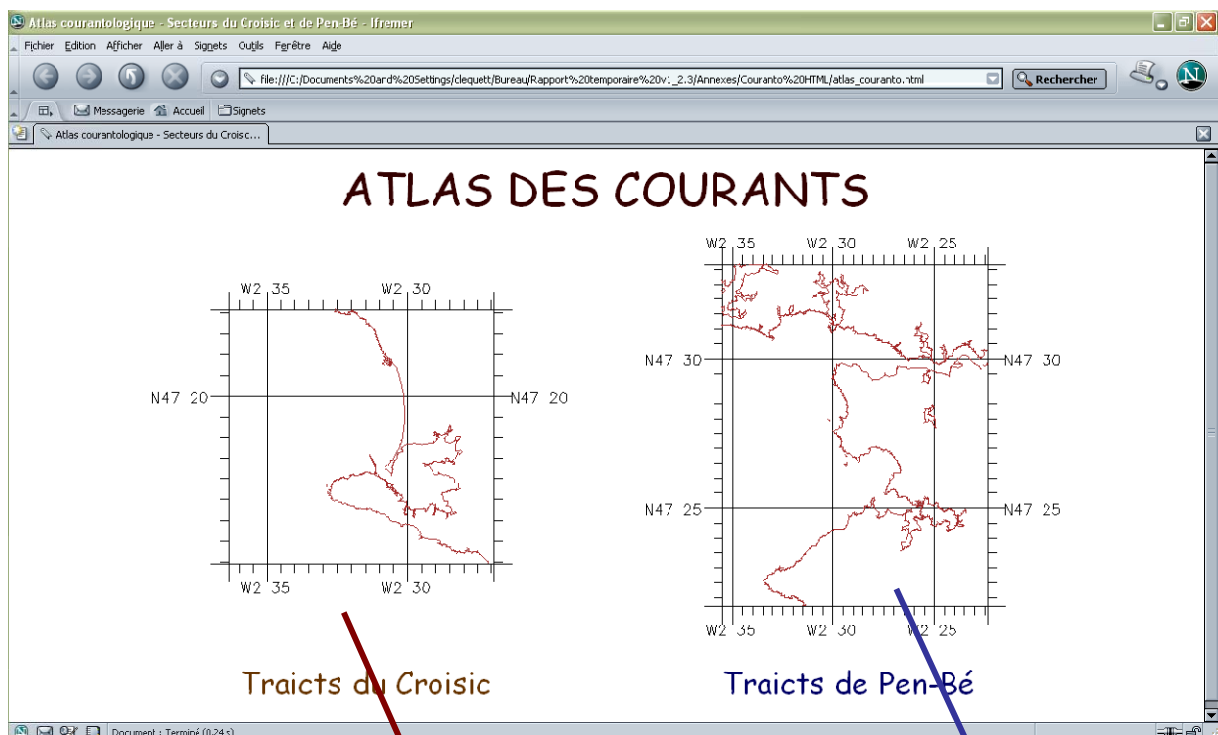 Atlas courantologique - Secteurs du Croisic et de Pen-Bé - Ifremer
Fichier Edition Afficher Aller à Signets Outils Fenêtre Aide
file:///C:/Documents%20and%20Settings/clequett/Bureau/Rapport%20temporaire%20v1_2.3/Annexes/Couranto%20HTML/atlas_couranto.html Rechercher
Messagerie Accueil Signets
Atlas courantologique - Secteurs du Croisc...
ATLAS DES COURANTS
W2 35 W2 30 W2 25
W2 35 W2 30
N47 30 N47 30
N47 20 N47 20
N47 25 N47 25
W2 35 W2 30
W2 35 W2 30 W2 25
Traicts du Croisic Traicts de Pen-Bé
Document : Terminé (0.24 s)